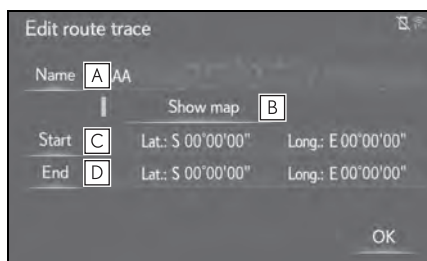 Edit route trace
Name A AA
Show map B
Start C Lat.: S 00°00'00" Long.: E 00°00'00"
End D Lat.: S 00°00'00" Long.: E 00°00'00"
OK